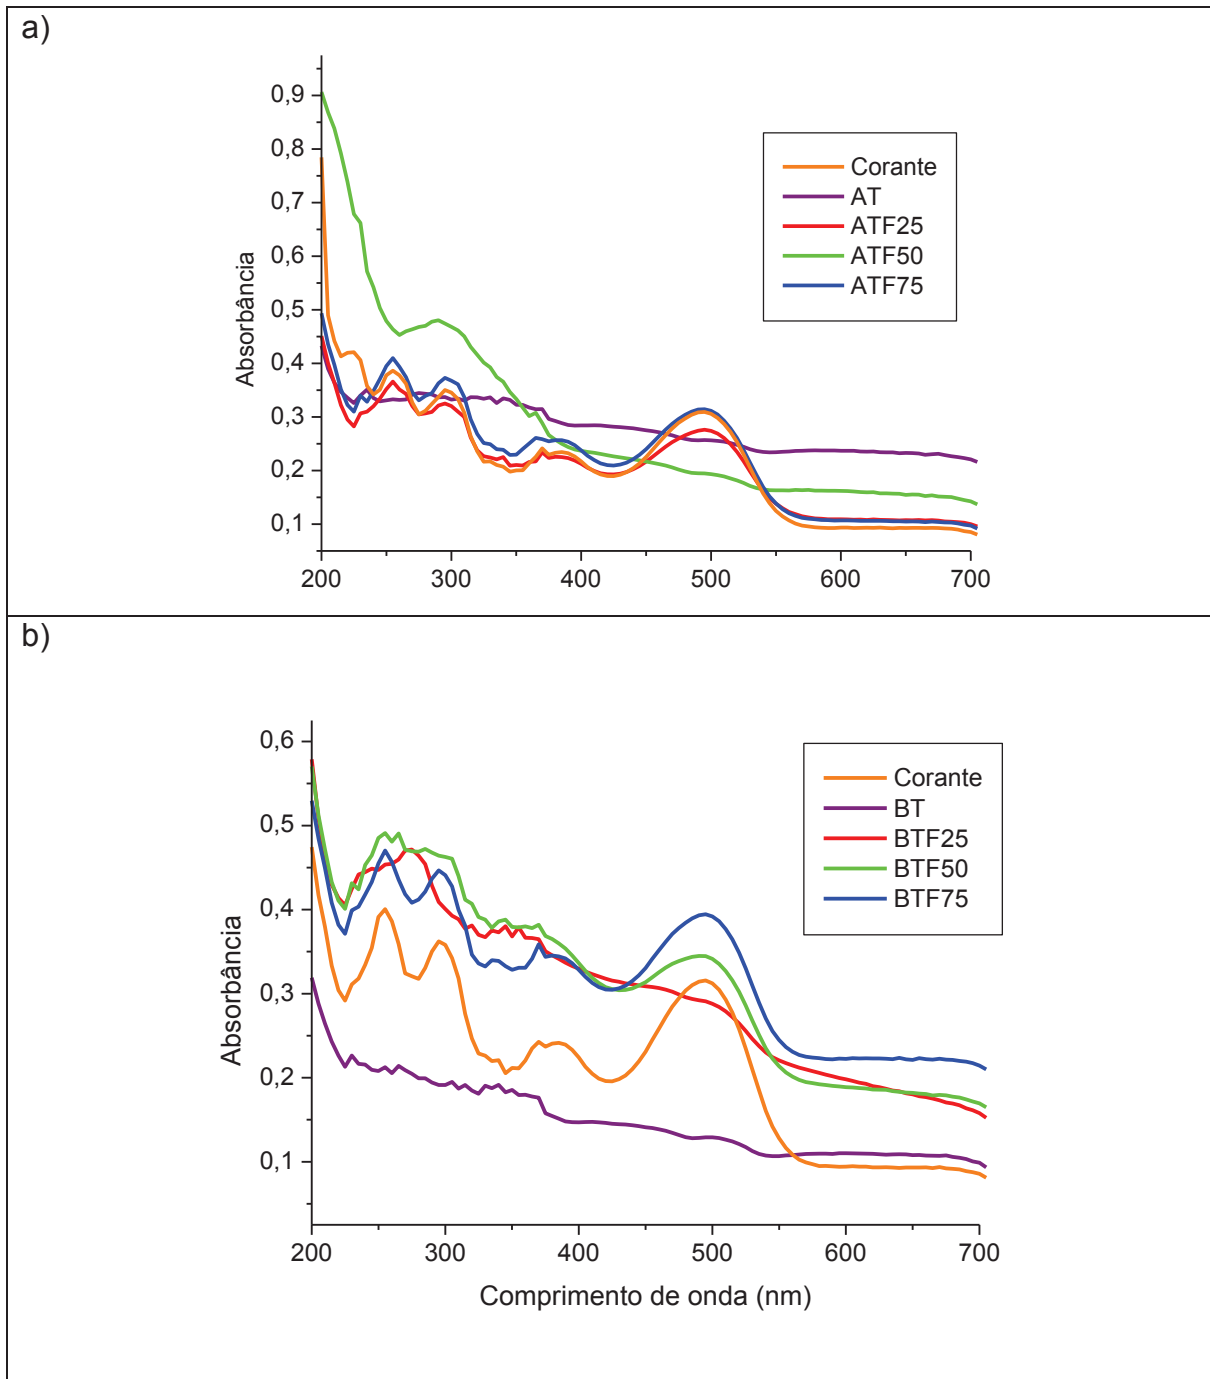 a)
0,9
0,8
0,7
0,6
0,5
0,4
0,3
0,2
0,1
Absorbância
200 300 400 500 600 700
Corante
AT
ATF25
ATF50
ATF75
b)
0,6
0,5
0,4
0,3
0,2
0,1
Absorbância
200 300 400 500 600 700
Comprimento de onda (nm)
Corante
BT
BTF25
BTF50
BTF75